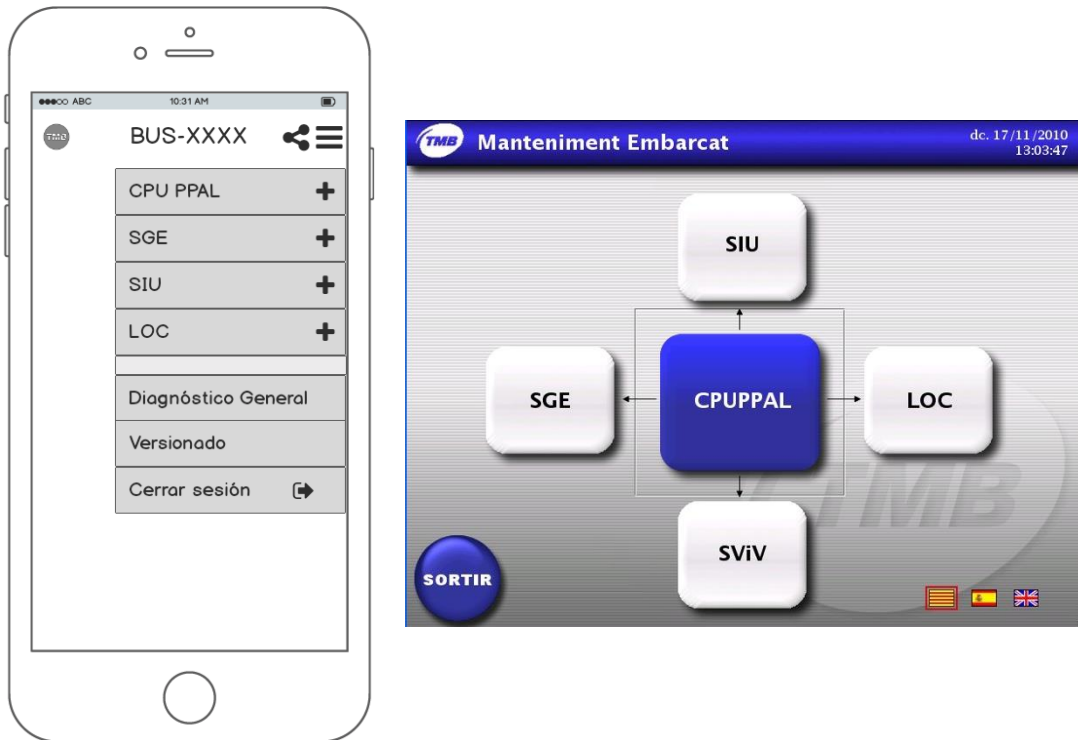 ABC 10:31 AM
TMB BUS-XXXX
CPU PPAL
SGE
SIU
LOC
Diagnóstico General
Versionado
Cerrar sesión
TMB Manteniment Embarcat
dc. 17/11/2010
13:03:47
SIU
SGE
CPUPPAL
LOC
SViV
TMB
SORTIR